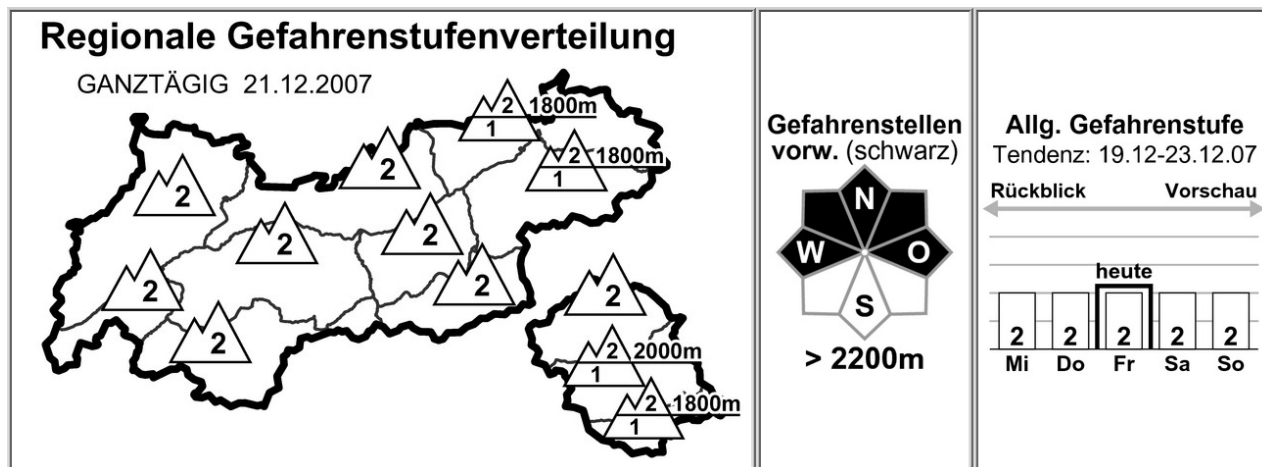 Regionale Gefahrenstufenverteilung
GANZTÄGIG 21.12.2007
2 1800m
1
2 1800m
1
2
2
2
2
2
2
2
2
2 2000m
1
2 1800m
1
Gefahrenstellen
vorw. (schwarz)
N
W O
S
> 2200m
Allg. Gefahrenstufe
Tendenz: 19.12-23.12.07
Rückblick Vorschau
heute
2 2 2 2 2
Mi Do Fr Sa So